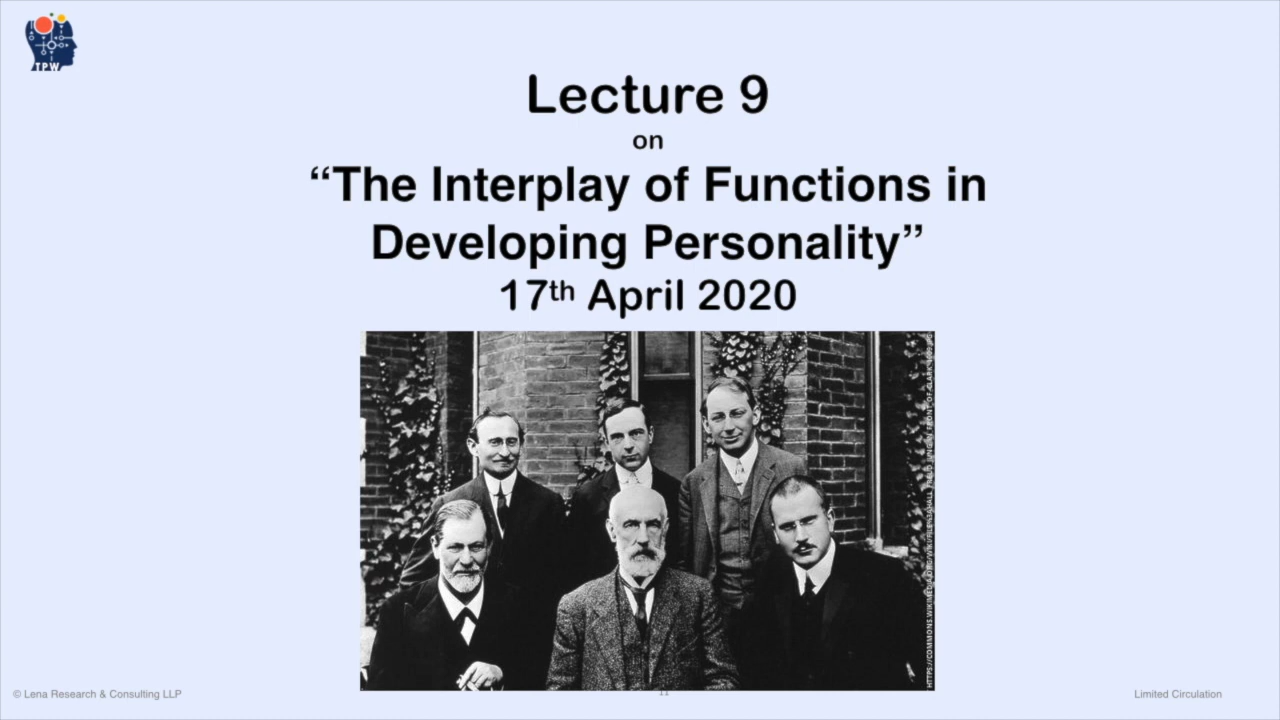 TPW
Lecture 9
on
“The Interplay of Functions in
Developing Personality”
17th April 2020
© Lena Research & Consulting LLP
11
Limited Circulation